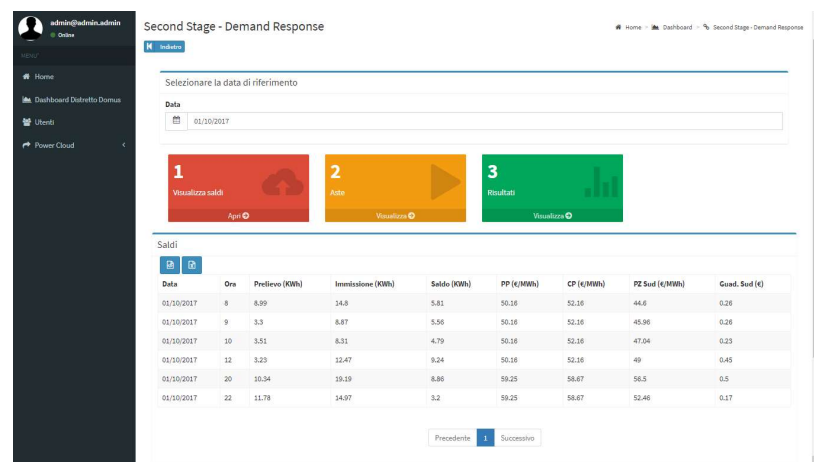 admin@admin.admin
Online
MENU'
Home
Dashboard Distretto Domus
Utenti
Power Cloud
Second Stage - Demand Response
Home > Dashboard > Second Stage - Demand Response
Indietro
Selezionare la data di riferimento
Data
01/10/2017
1
Visualizza saldi
Apri
2
Aste
Visualizza
3
Risultati
Visualizza
Saldi
Data Ora Prelievo (KWh) Immissione (KWh) Saldo (KWh) PP (€/MWh) CP (€/MWh) PZ Sud (€/MWh) Guad. Sud (€)
01/10/2017 8 8.99 14.8 5.81 50.16 52.16 44.6 0.26
01/10/2017 9 3.3 8.87 5.56 50.16 52.16 45.96 0.26
01/10/2017 10 3.51 8.31 4.79 50.16 52.16 47.04 0.23
01/10/2017 12 3.23 12.47 9.24 50.16 52.16 49 0.45
01/10/2017 20 10.34 19.19 8.86 59.25 58.67 56.5 0.5
01/10/2017 22 11.78 14.97 3.2 59.25 58.67 52.46 0.17
Precedente 1 Successivo